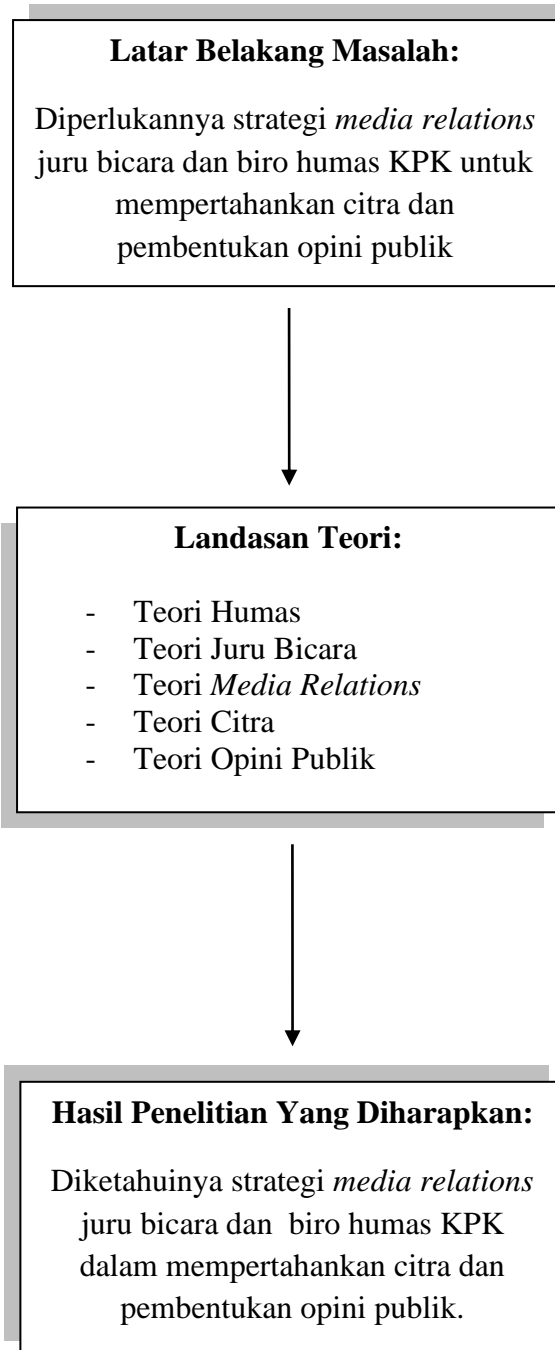 Latar Belakang Masalah:
Diperlukannya strategi media relations
juru bicara dan biro humas KPK untuk
mempertahankan citra dan
pembentukan opini publik
Landasan Teori:
- Teori Humas
- Teori Juru Bicara
- Teori Media Relations
- Teori Citra
- Teori Opini Publik
Hasil Penelitian Yang Diharapkan:
Diketahuinya strategi media relations
juru bicara dan biro humas KPK
dalam mempertahankan citra dan
pembentukan opini publik.